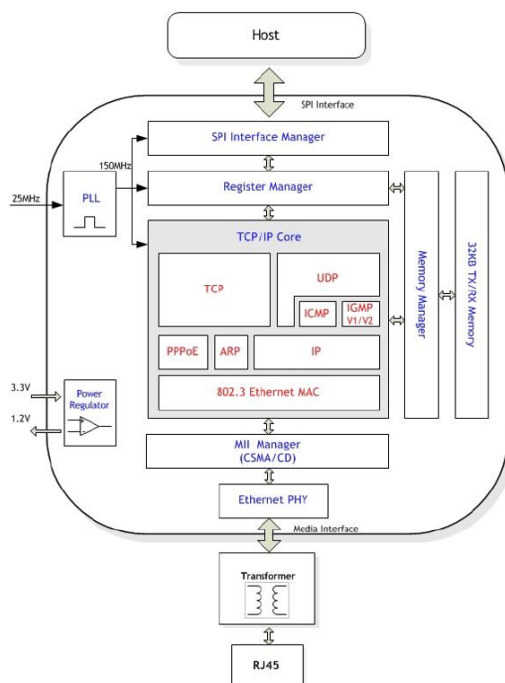 Host
SPI Interface
SPI Interface Manager
150MHz
25MHz
PLL
Register Manager
TCP/IP Core
TCP
UDP
ICMP
IGMP
V1/V2
PPPoE
ARP
IP
802.3 Ethernet MAC
Memory Manager
32KB TX/RX Memory
3.3V
1.2V
Power
Regulator
MII Manager
(CSMA/CD)
Ethernet PHY
Media Interface
Transformer
RJ45